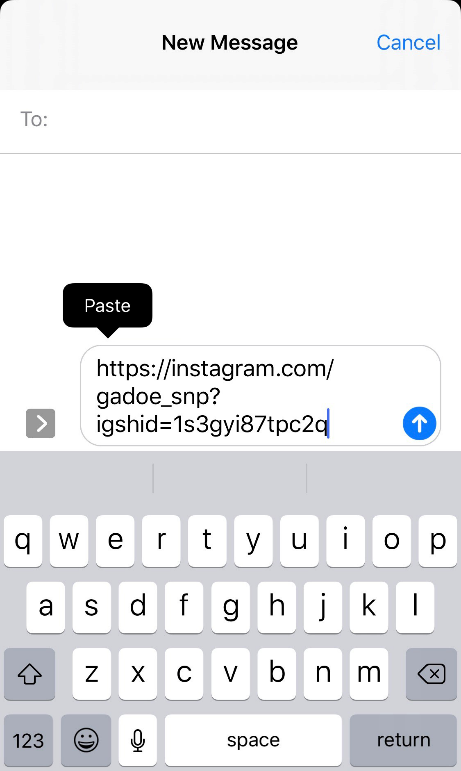 New Message
Cancel
To:
Paste
https://instagram.com/
gadoe_snp?
igshid=1s3gyi87tpc2q
q w e r t y u i o p
a s d f g h j k l
z x c v b n m
123 space return